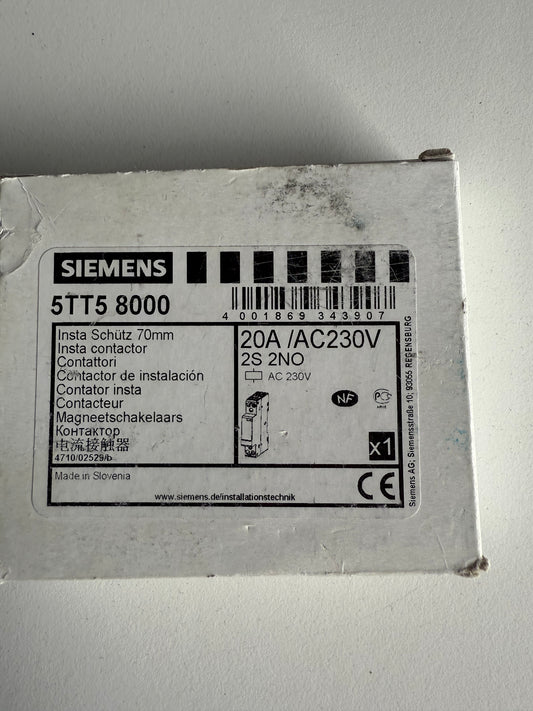 SIEMENS
5TT5 8000
4 001869 343907
Insta Schütz 70mm
Insta contactor
Contattori
Contactor de instalación
Contator insta
Contacteur
Magneetschakelaars
Контактор
电流接触器
4710/02529/b
20A /AC230V
2S 2NO
AC 230V
NF
x1
Made in Slovenia
www.siemens.de/installationstechnik
CE
Siemens AG; Siemensstraße 10; 93055 REGENSBURG